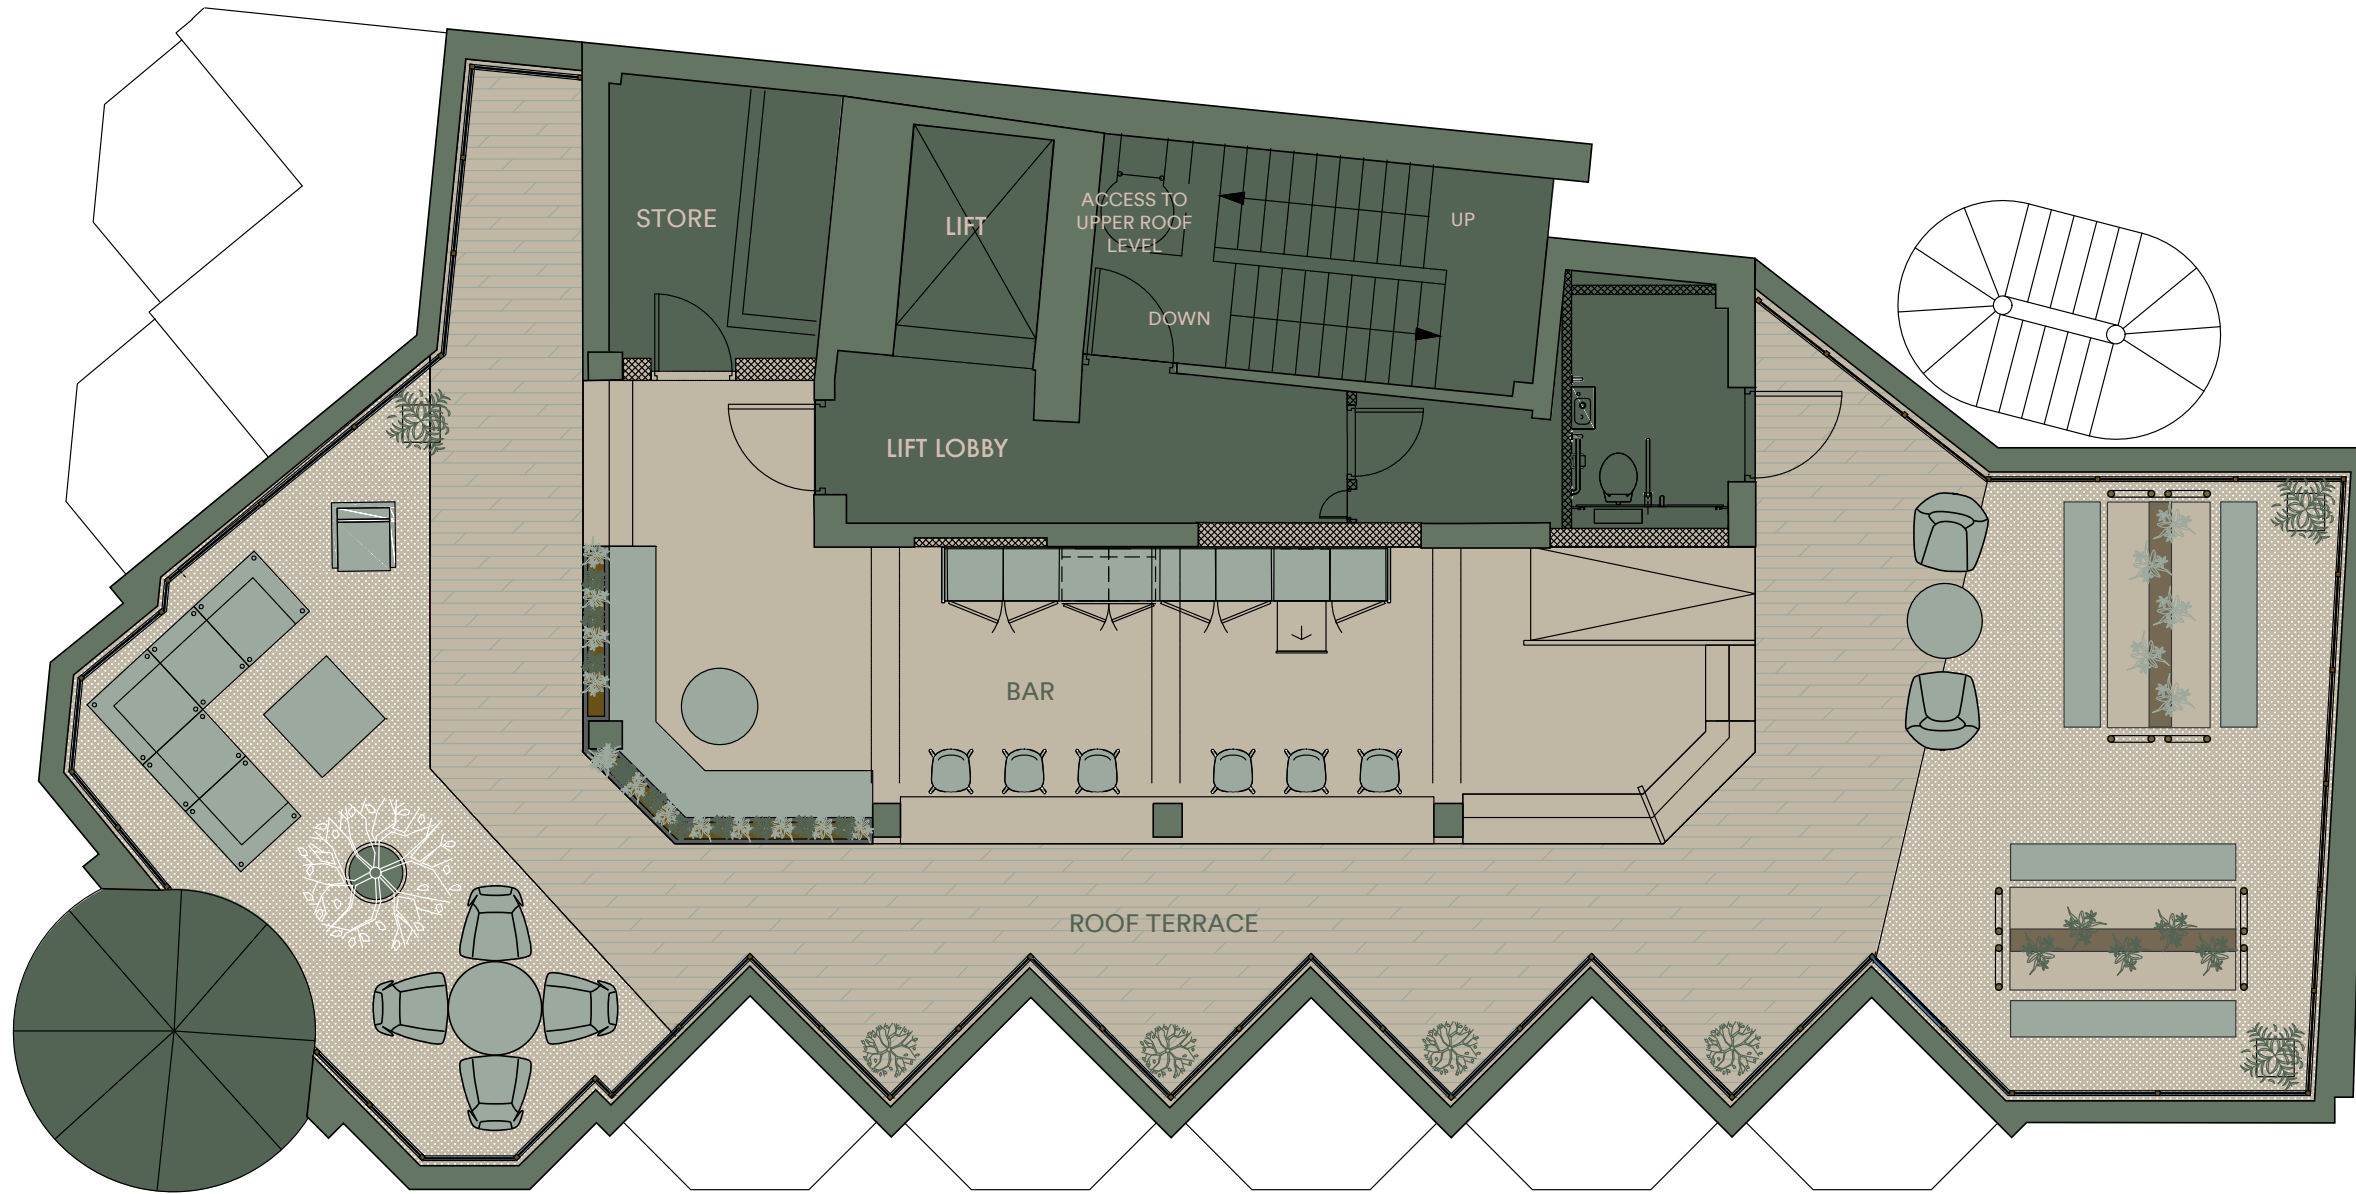 STORE
LIFT
ACCESS TO
UPPER ROOF
LEVEL
UP
DOWN
LIFT LOBBY
BAR
ROOF TERRACE